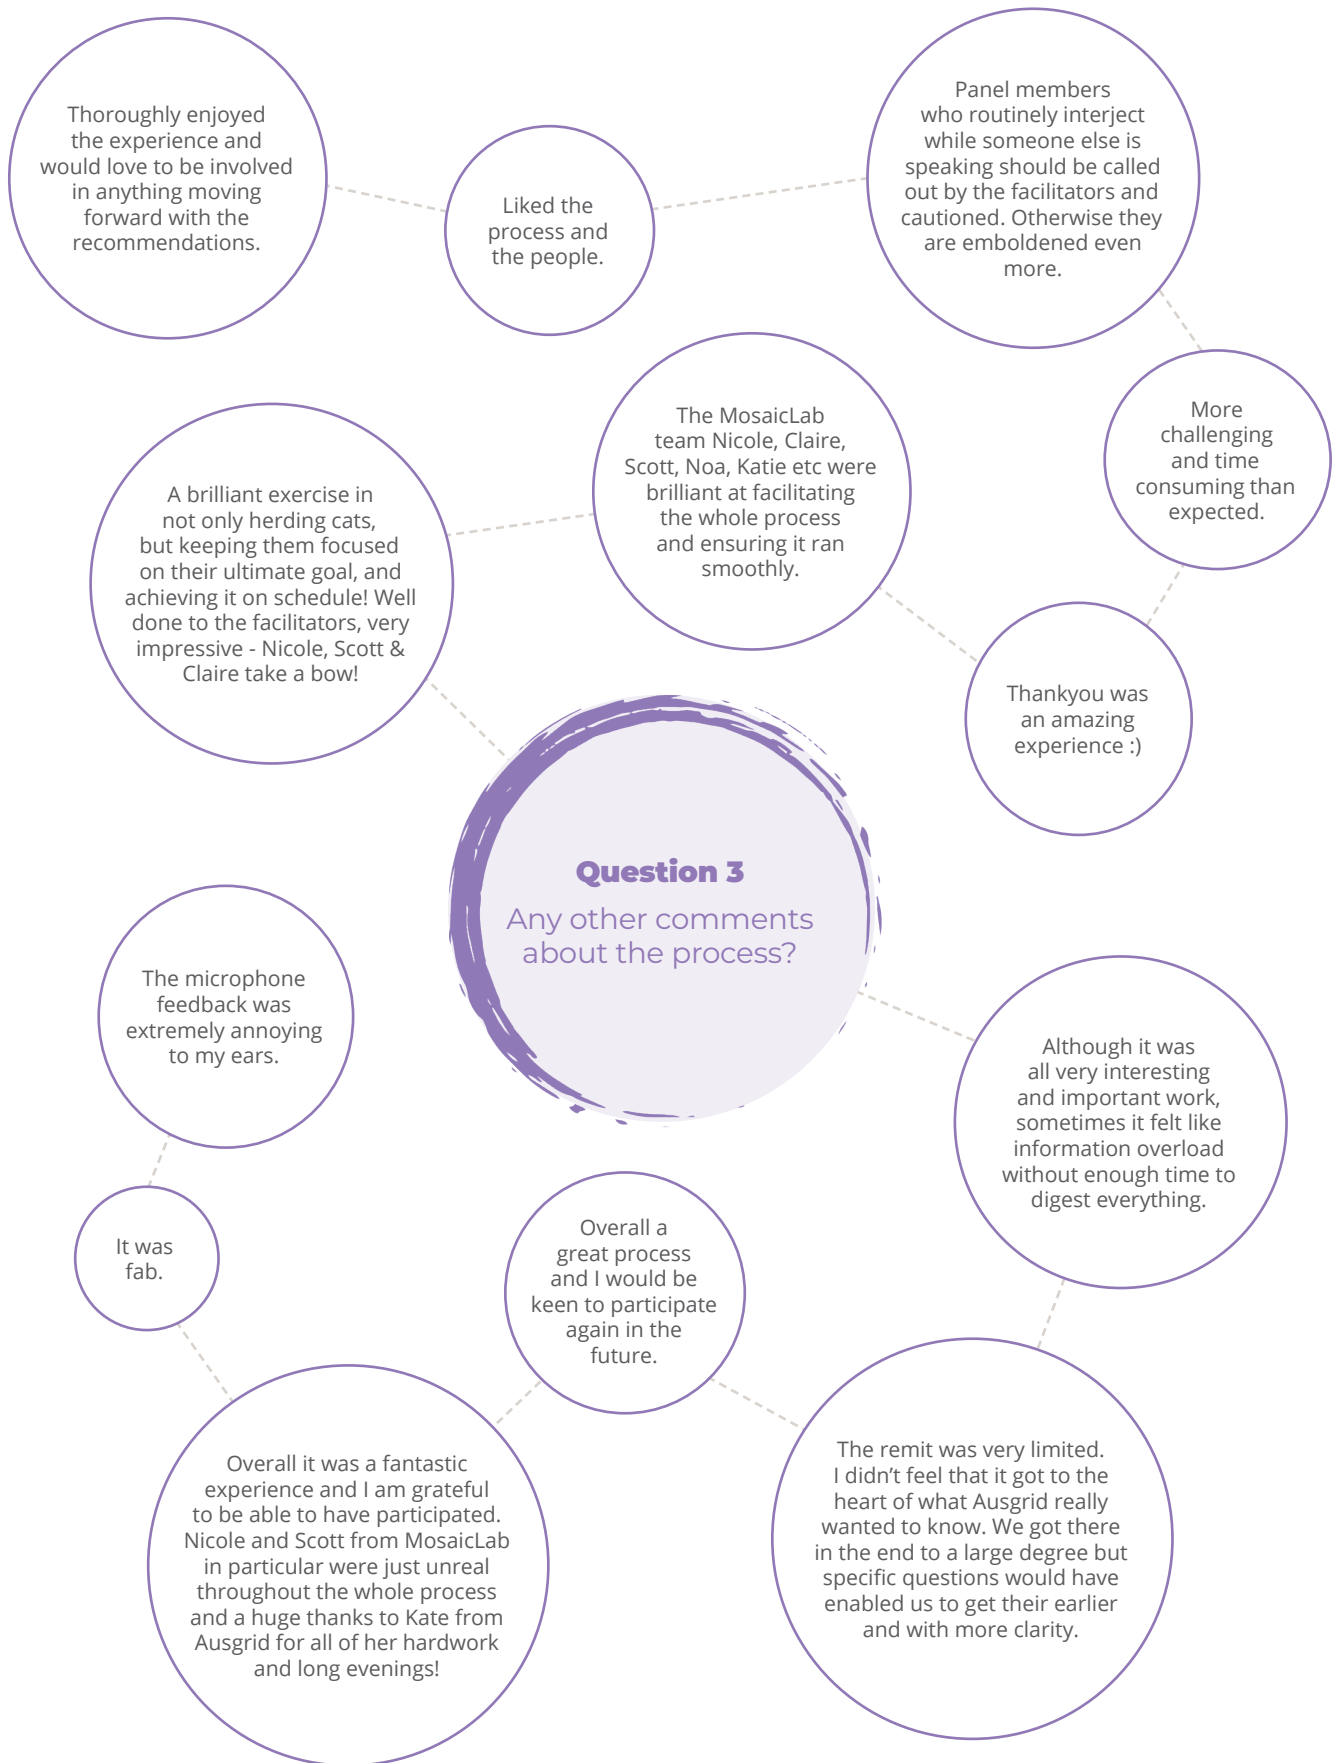 Thoroughly enjoyed
the experience and
would love to be involved
in anything moving
forward with the
recommendations.
Liked the
process and
the people.
Panel members
who routinely interject
while someone else is
speaking should be called
out by the facilitators and
cautioned. Otherwise they
are emboldened even
more.
More
challenging
and time
consuming than
expected.
The MosaicLab
team Nicole, Claire,
Scott, Noa, Katie etc were
brilliant at facilitating
the whole process
and ensuring it ran
smoothly.
A brilliant exercise in
not only herding cats,
but keeping them focused
on their ultimate goal, and
achieving it on schedule! Well
done to the facilitators, very
impressive - Nicole, Scott &
Claire take a bow!
Thankyou was
an amazing
experience :)
Question 3
Any other comments
about the process?
The microphone
feedback was
extremely annoying
to my ears.
Although it was
all very interesting
and important work,
sometimes it felt like
information overload
without enough time to
digest everything.
It was
fab.
Overall a
great process
and I would be
keen to participate
again in the
future.
Overall it was a fantastic
experience and I am grateful
to be able to have participated.
Nicole and Scott from MosaicLab
in particular were just unreal
throughout the whole process
and a huge thanks to Kate from
Ausgrid for all of her hardwork
and long evenings!
The remit was very limited.
I didn’t feel that it got to the
heart of what Ausgrid really
wanted to know. We got there
in the end to a large degree but
specific questions would have
enabled us to get their earlier
and with more clarity.